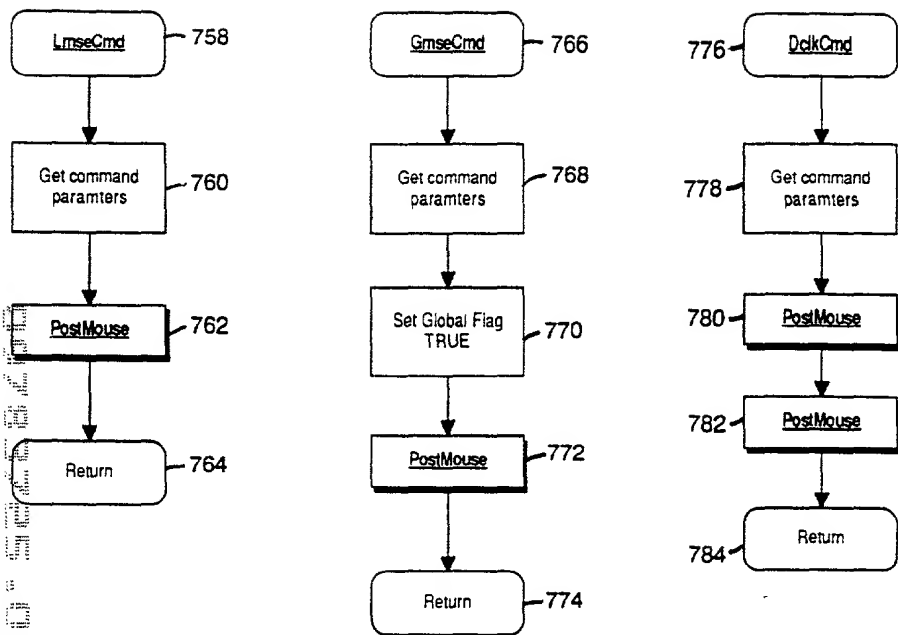 LmseCmd
758
Get command
paramters
760
PostMouse
762
Return
764
GmseCmd
766
Get command
paramters
768
Set Global Flag
TRUE
770
PostMouse
772
Return
774
DclkCmd
776
Get command
paramters
778
PostMouse
780
PostMouse
782
Return
784